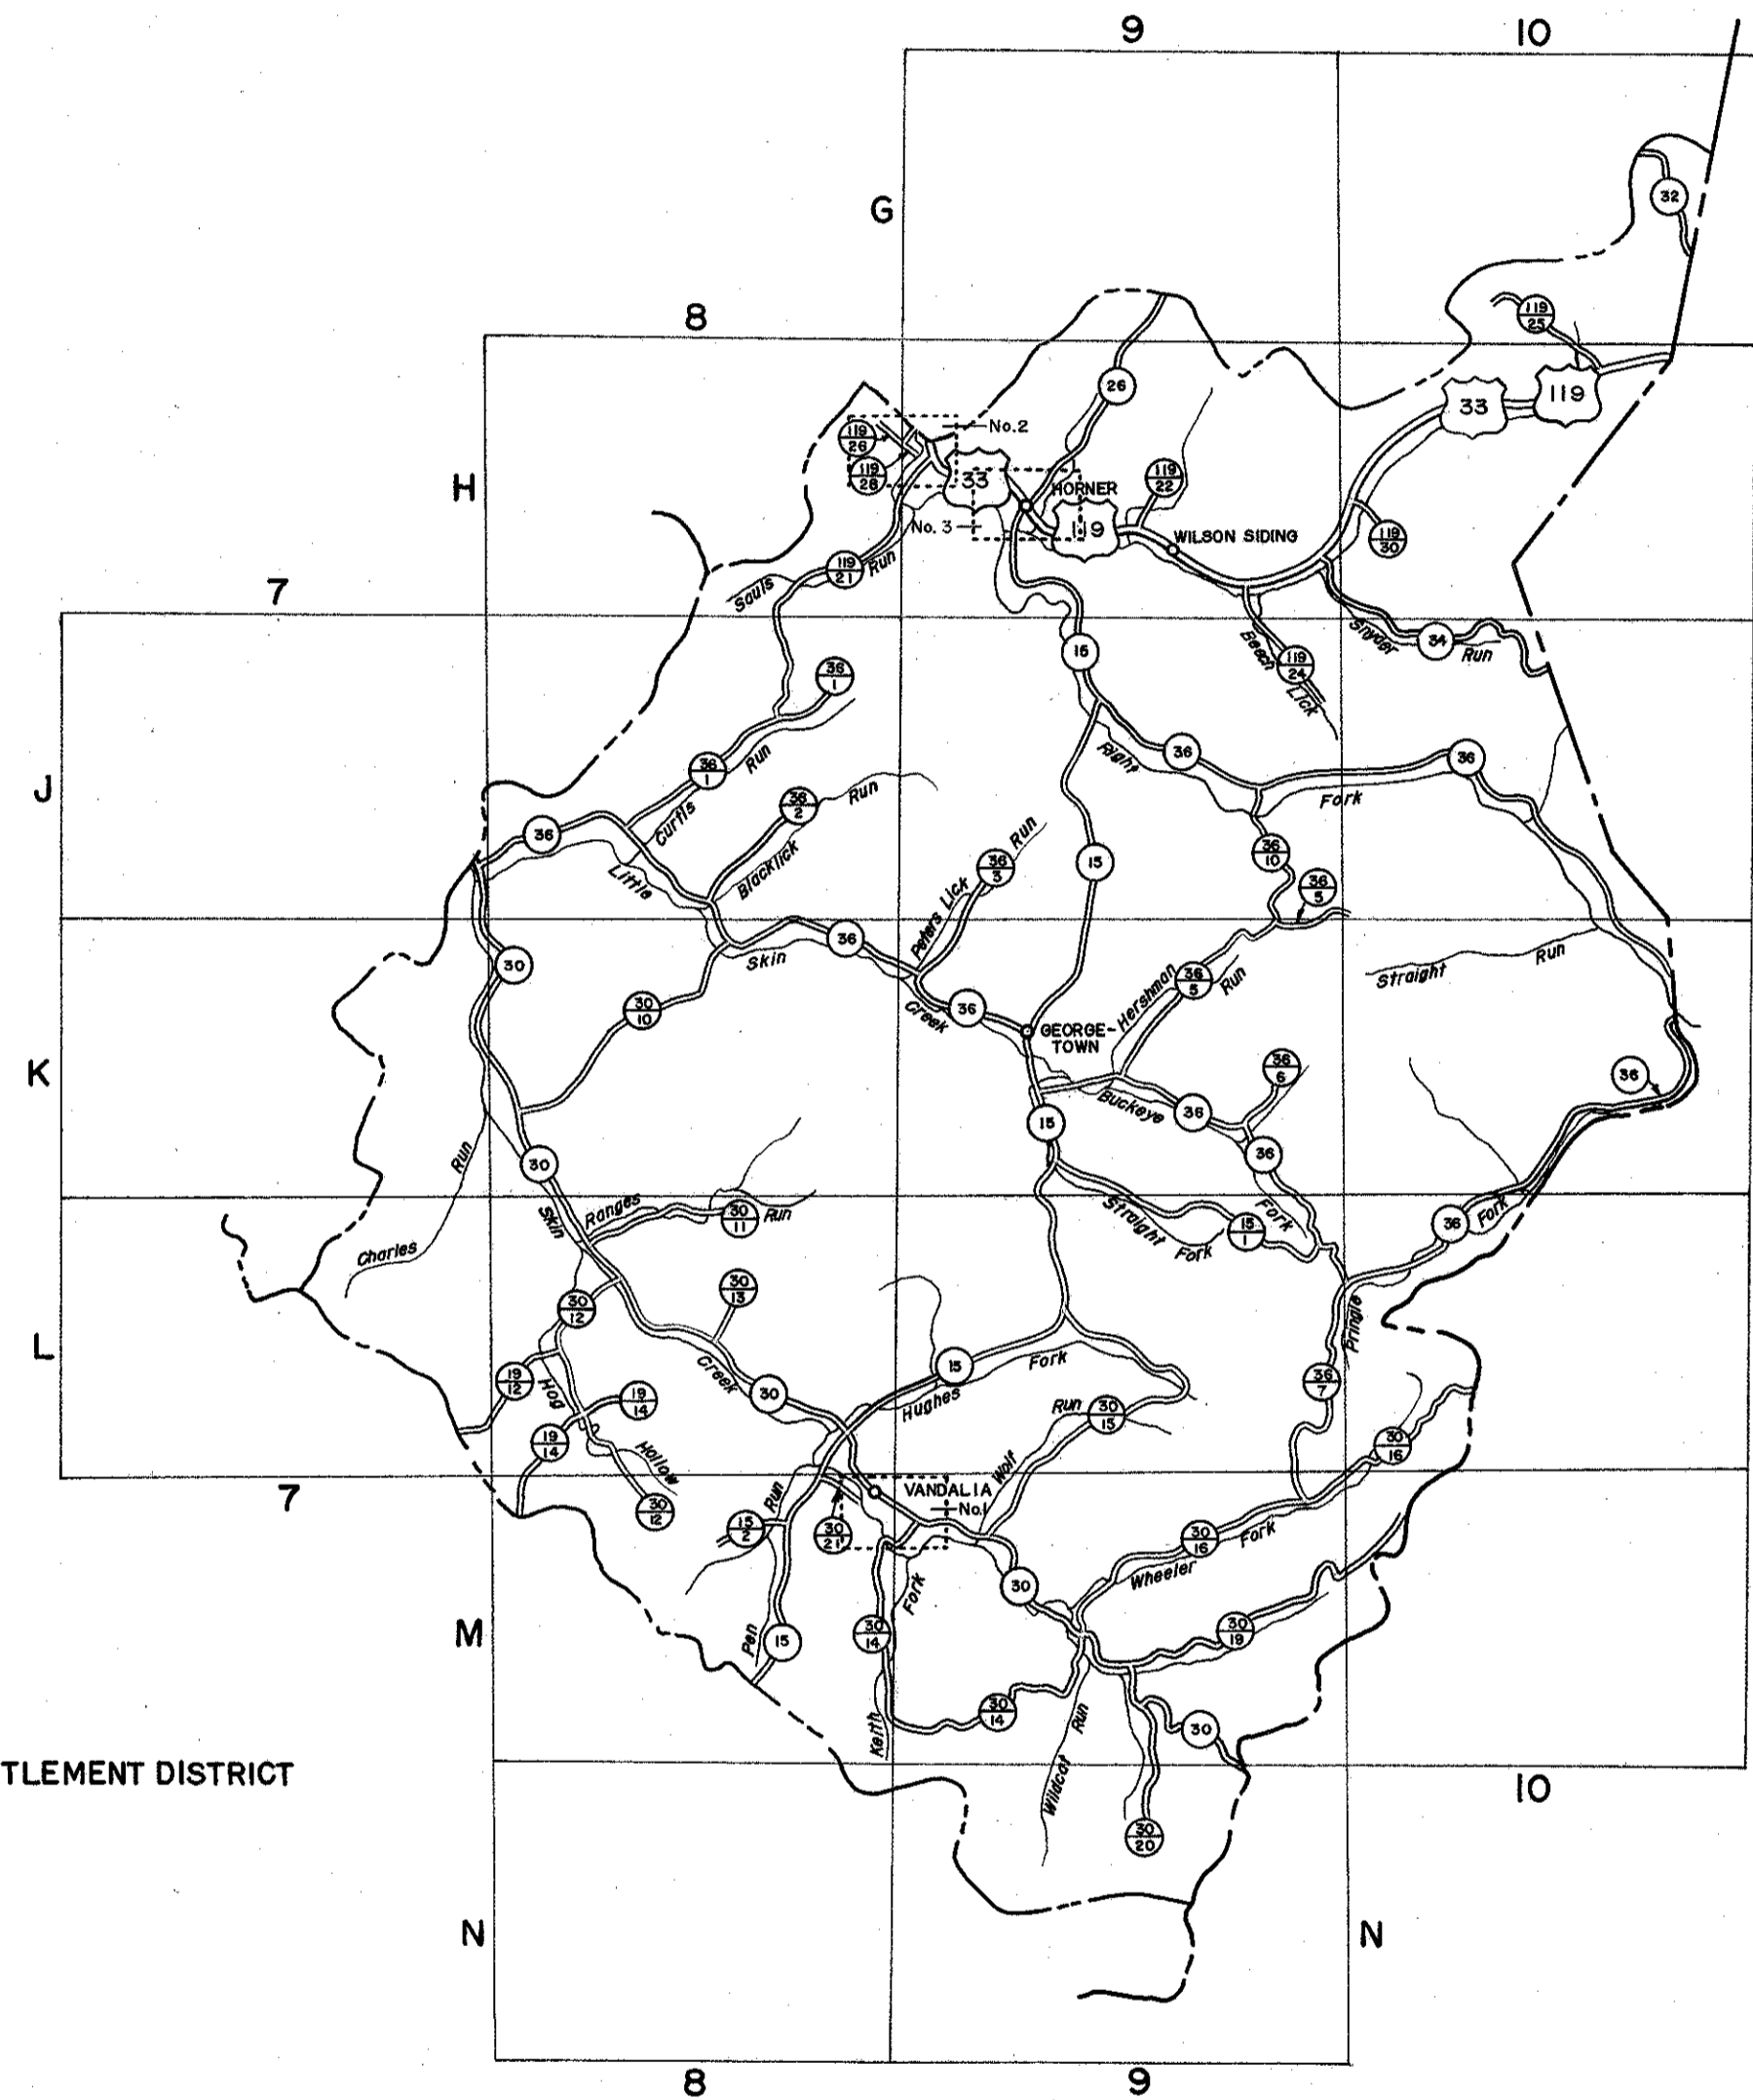 9
10
G
32
119
25
8
33
119
26
119
26
No.2
119
28
H
33
HORNER
119
22
No. 3
119
WILSON SIDING
119
30
119
21
Run
Sauls
7
15
Beech
Lick
119
24
Snyder
34
Run
36
1
36
1
Run
Curtis
J
Right
36
36
Fork
36
2
Run
Blacklick
36
Little
15
36
3
Run
Peters Lick
36
10
36
5
36
Skin
Creek
30
30
10
36
Hershman
36
5
Run
Straight
Run
GEORGE-
TOWN
K
36
6
36
Buckeye
36
15
36
Fork
Run
30
Charles
Skin
Ranges
30
11
Run
Straight
Fork
15
1
36
Fork
30
13
30
12
L
Pringle
15
Fork
Hughes
Creek
30
19
12
Hog
19
14
19
14
Hollow
36
7
Run
30
15
Wolf
30
16
7
VANDALIA
No.1
30
12
Run
15
2
30
21
30
16
Fork
Wheeler
30
Fork
M
Pen
15
30
14
30
19
30
14
Keith
Run
Wildcat
30
TLEMENT DISTRICT
10
30
20
N
N
8
9